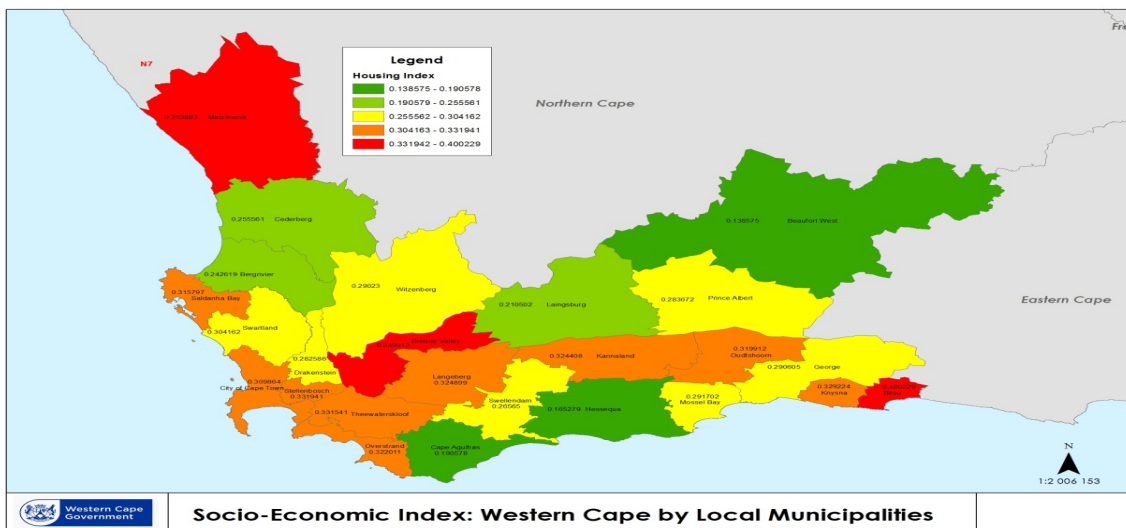 Fre
N7
Legend
Housing Index
0.138575 - 0.190578
0.190579 - 0.255561
0.255562 - 0.304162
0.304163 - 0.331941
0.331942 - 0.400229
Northern Cape
Matzikama
0.255561 Cederberg
0.138575 Beaufort West
0.242619 Bergrivier
0.29023 Witzenberg
0.315797
Saldanha Bay
0.210502 Laingsburg
0.283672 Prince Albert
Eastern Cape
Swartland
0.304162
Breede Valley
0.282588
Drakenstein
0.324408 Kannaland
0.319912
Oudtshoorn
George
0.290605
0.309864
City of Cape Town
Stellenbosch
0.331941
Langeberg
0.324899
0.329224
Knysna
0.400229
Bitou
0.331541 Theewaterskloof
Swellendam
0.26565
0.165279 Hessequa
0.291702
Mossel Bay
Overstrand
0.322011
Cape Agulhas
0.190578
N
1:2 006 153
Western Cape
Government
Socio-Economic Index: Western Cape by Local Municipalities